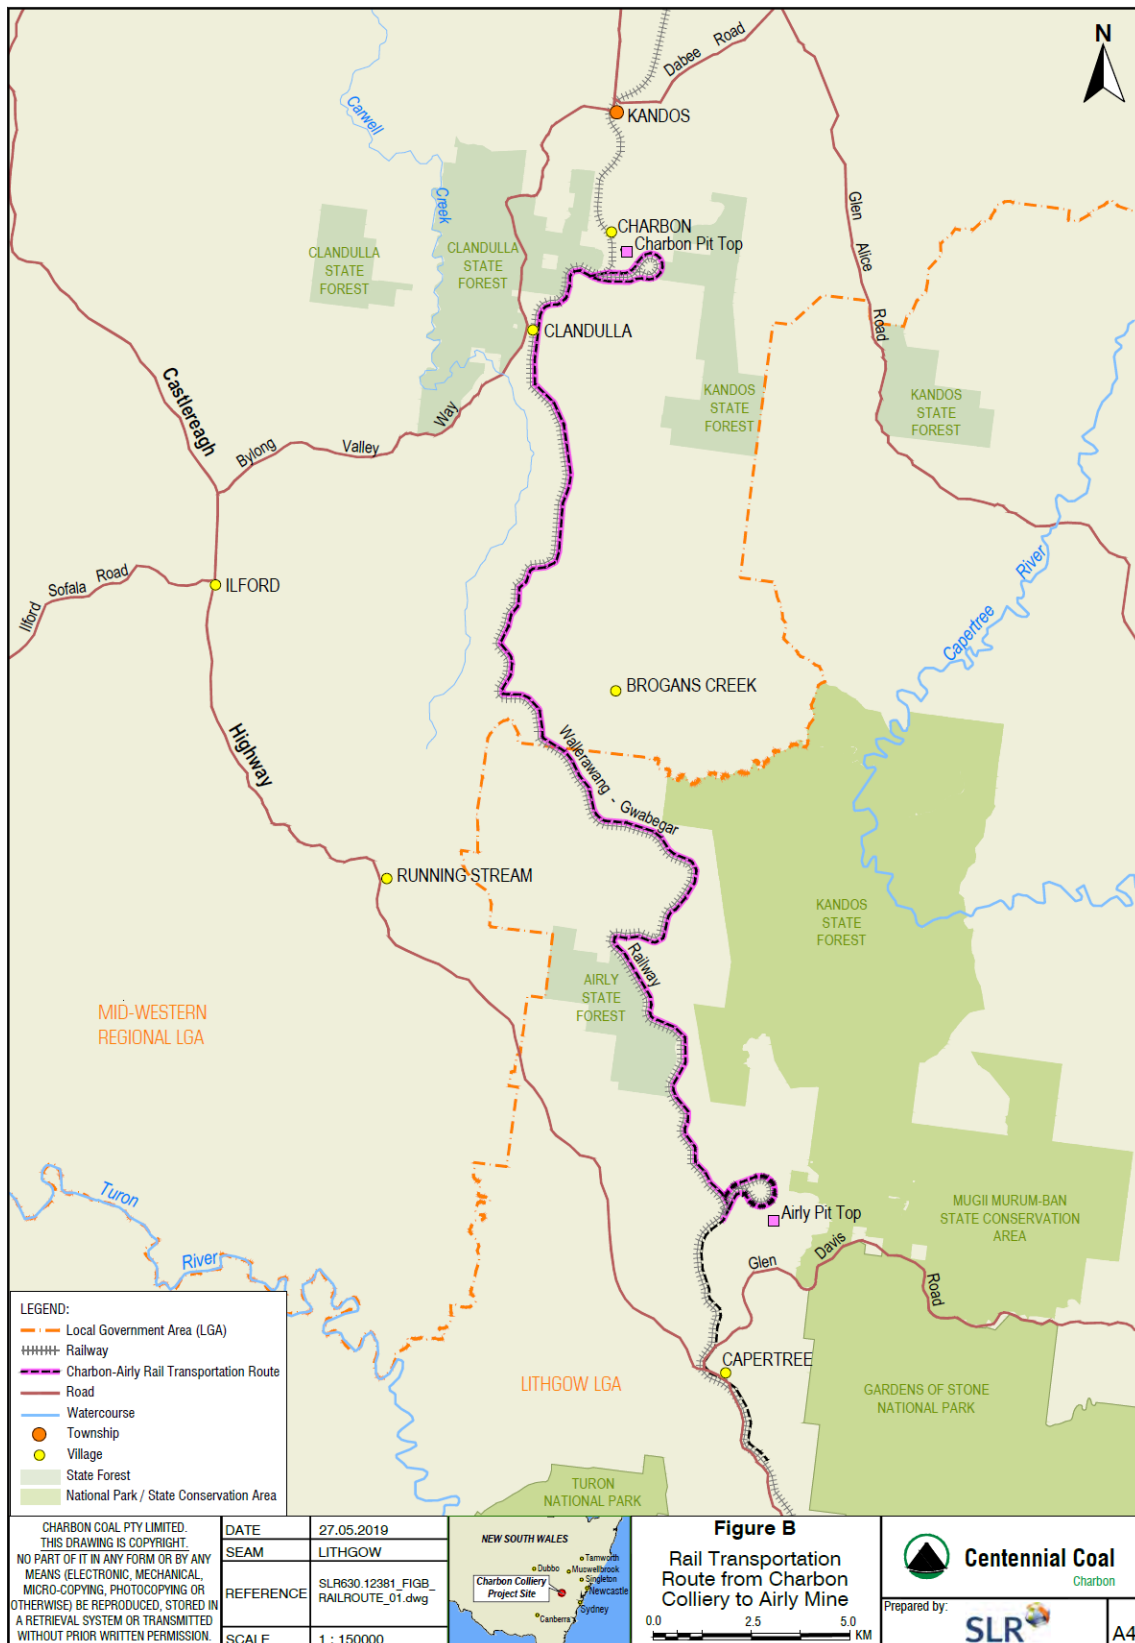 N
Dabee Road
KANDOS
Carwell
Creek
Glen Alice Road
CHARBON
Charbon Pit Top
CLANDULLA
STATE
FOREST
CLANDULLA
STATE
FOREST
CLANDULLA
KANDOS
STATE
FOREST
KANDOS
STATE
FOREST
Castlereagh
Bylong Valley Way
Ilford Sofala Road
ILFORD
Capertree River
BROGANS CREEK
Highway
Wallerawang - Gwabegar
Railway
RUNNING STREAM
KANDOS
STATE
FOREST
AIRLY
STATE
FOREST
MID-WESTERN
REGIONAL LGA
Turon
River
Airly Pit Top
MUGII MURUM-BAN
STATE CONSERVATION
AREA
Glen Davis Road
CAPERTREE
LITHGOW LGA
GARDENS OF STONE
NATIONAL PARK
TURON
NATIONAL PARK
LEGEND:
Local Government Area (LGA)
Railway
Charbon-Airly Rail Transportation Route
Road
Watercourse
Township
Village
State Forest
National Park / State Conservation Area
CHARBON COAL PTY LIMITED.
THIS DRAWING IS COPYRIGHT.
NO PART OF IT IN ANY FORM OR BY ANY
MEANS (ELECTRONIC, MECHANICAL,
MICRO-COPYING, PHOTOCOPYING OR
OTHERWISE) BE REPRODUCED, STORED IN
A RETRIEVAL SYSTEM OR TRANSMITTED
WITHOUT PRIOR WRITTEN PERMISSION.
DATE 27.05.2019
SEAM LITHGOW
REFERENCE SLR630.12381_FIGB_
RAILROUTE_01.dwg
SCALE 1 : 150000
NEW SOUTH WALES
Tamworth
Dubbo
Muswellbrook
Singleton
Charbon Colliery
Project Site
Newcastle
Sydney
Canberra
Figure B
Rail Transportation
Route from Charbon
Colliery to Airly Mine
0.0 2.5 5.0
KM
Centennial Coal
Charbon
Prepared by:
SLR
A4